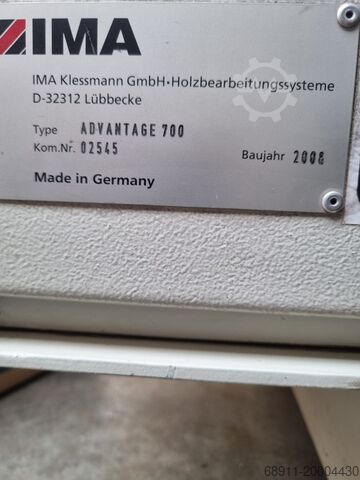 IMA
IMA Klessmann GmbH•Holzbearbeitungssysteme
D-32312 Lübbecke
Type ADVANTAGE 700
Kom.Nr. 02545
Baujahr 2008
Made in Germany
68911-20004430